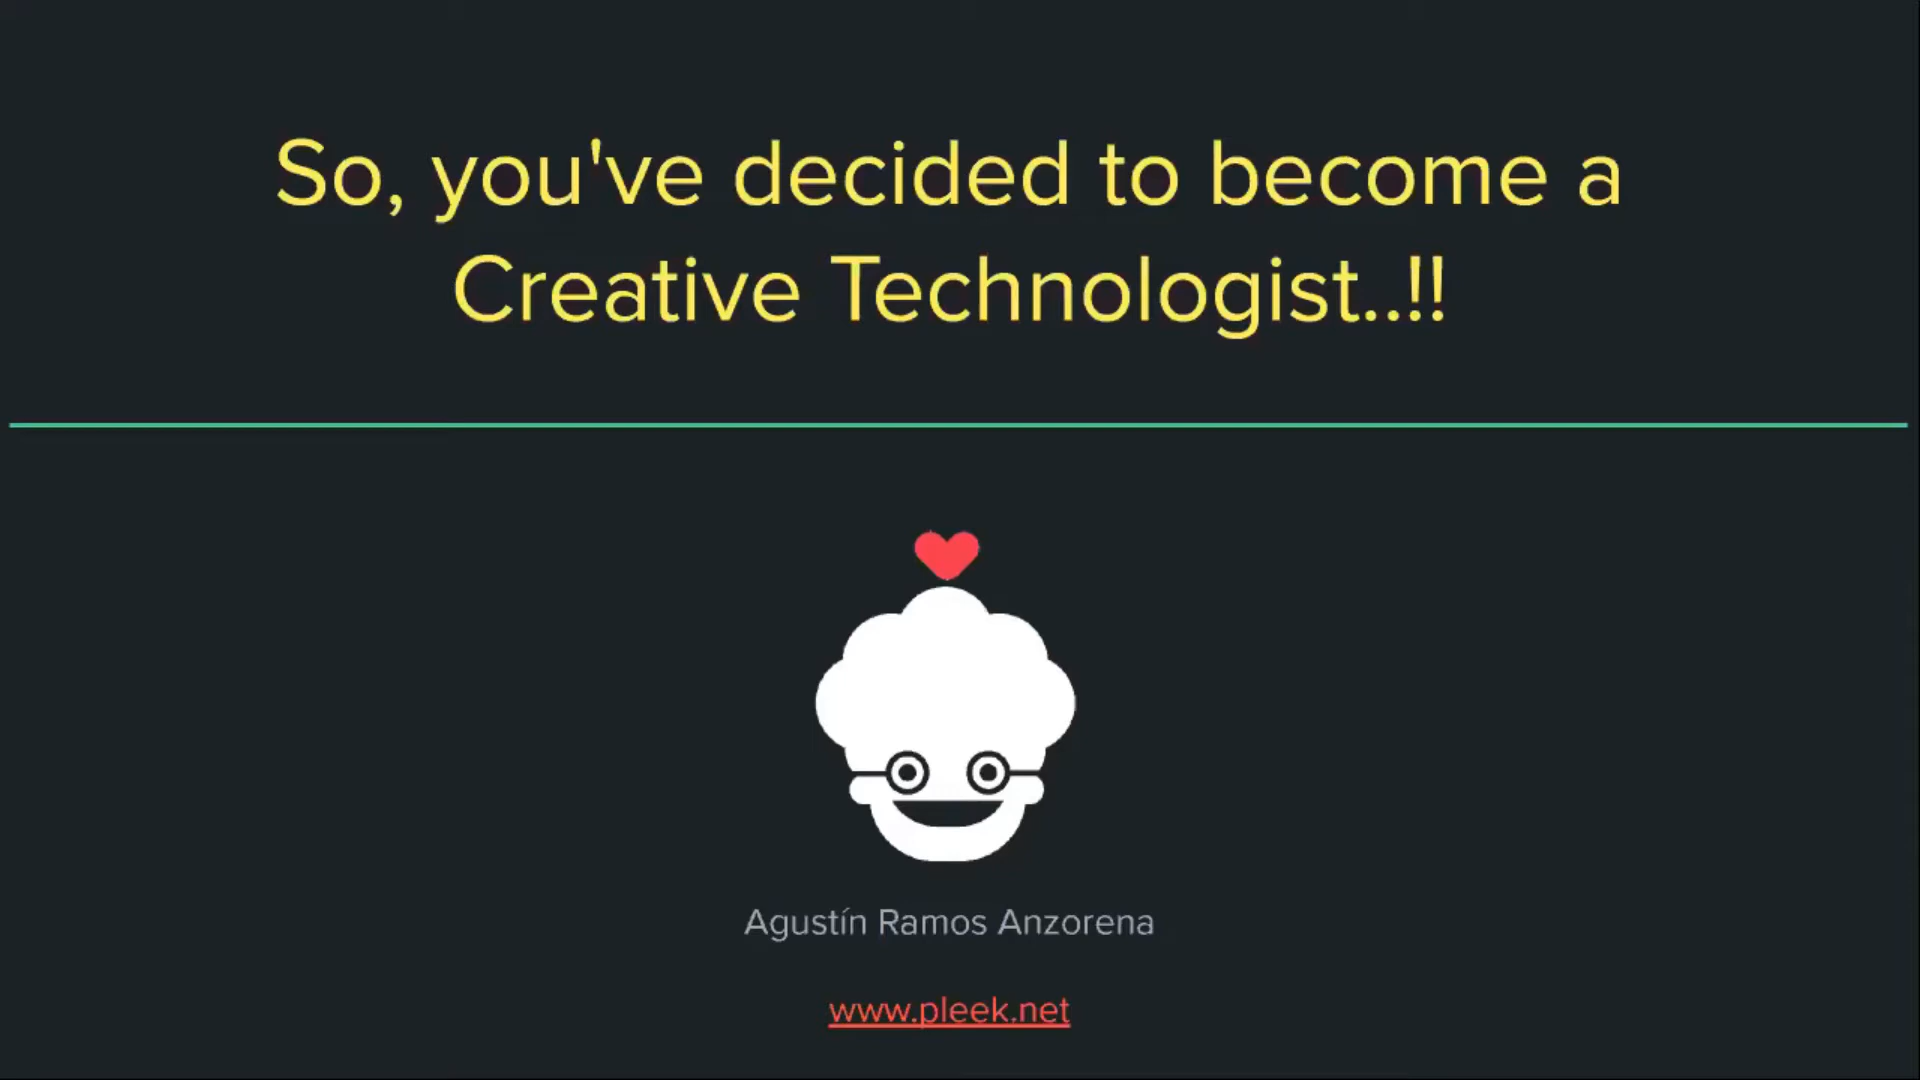 So, you've decided to become a
Creative Technologist..!!
Agustín Ramos Anzorena
www.pleek.net